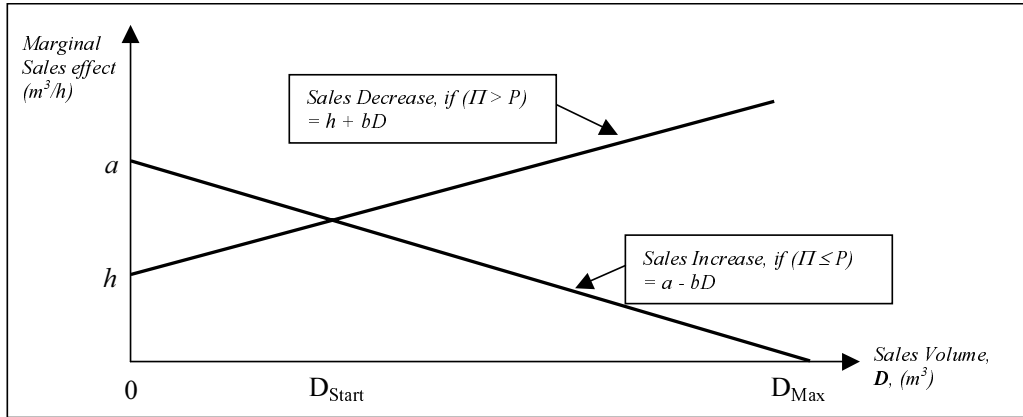 Marginal
Sales effect
(m³/h)
Sales Decrease, if (Π > P)
= h + bD
a
h
Sales Increase, if (Π ≤ P)
= a - bD
Sales Volume,
D, (m³)
0
D_Start
D_Max